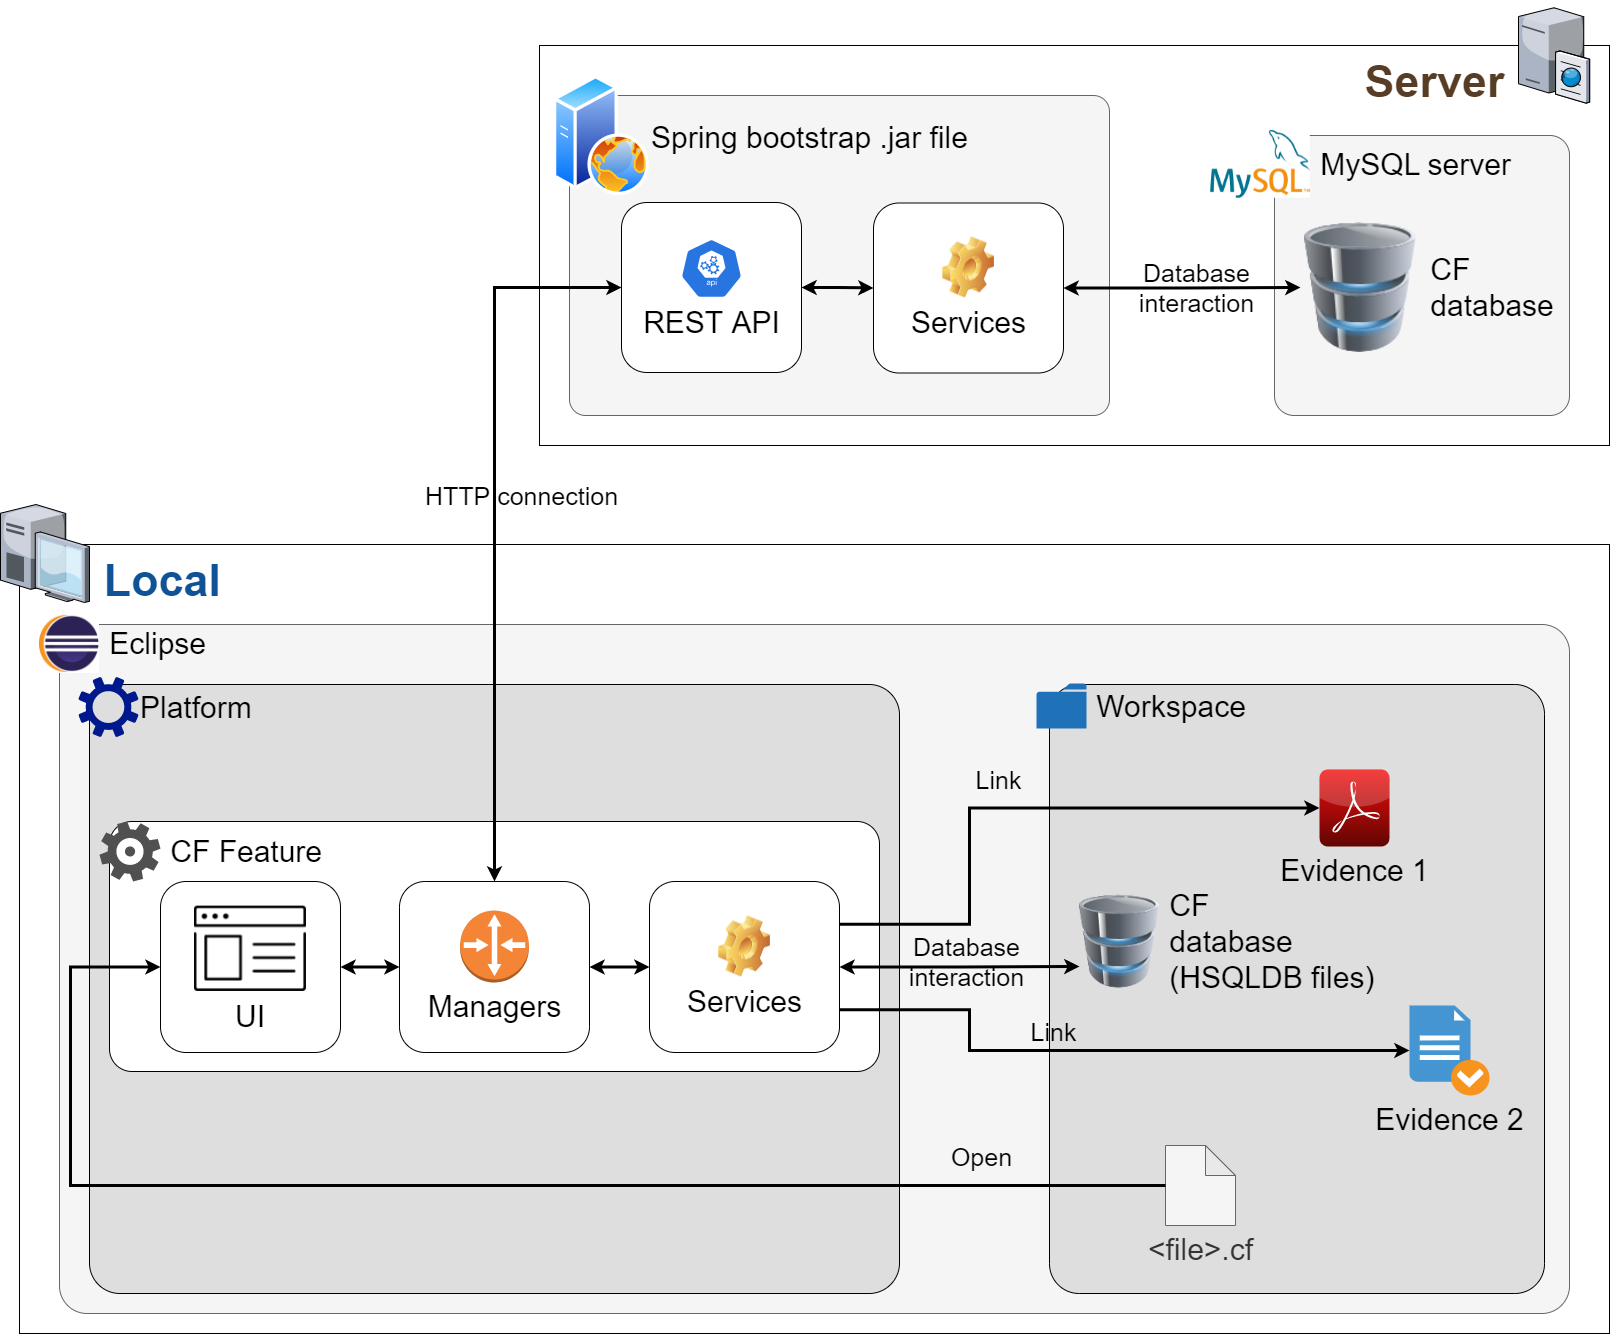 Server
Spring bootstrap .jar file
MySQL
MySQL server
api
REST API
Services
Database
interaction
CF
database
HTTP connection
Local
Eclipse
Platform
Workspace
Link
Evidence 1
CF Feature
UI
Managers
Services
Database
interaction
CF
database
(HSQLDB files)
Link
Evidence 2
Open
<file>.cf